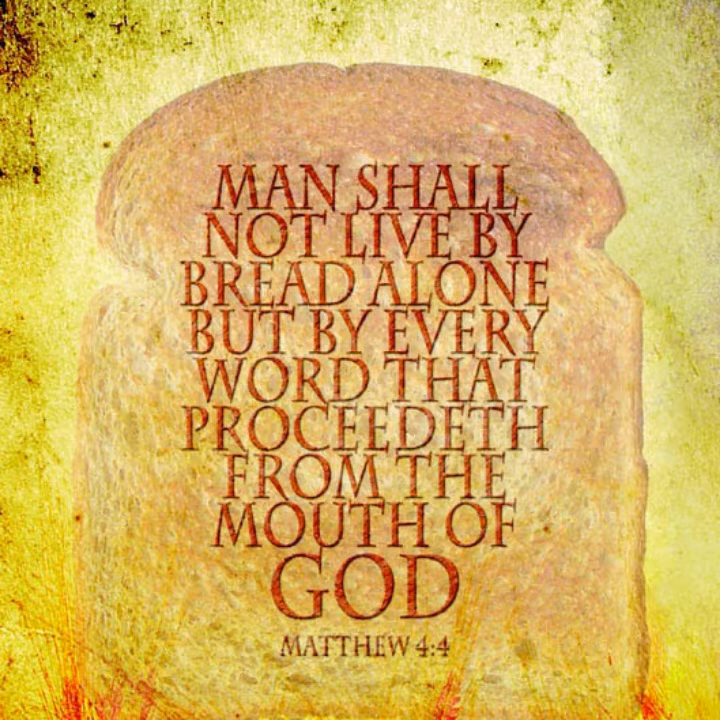 MAN SHALL
NOT LIVE BY
BREAD ALONE
BUT BY EVERY
WORD THAT
PROCEEDETH
FROM THE
MOUTH OF
GOD
MATTHEW 4:4